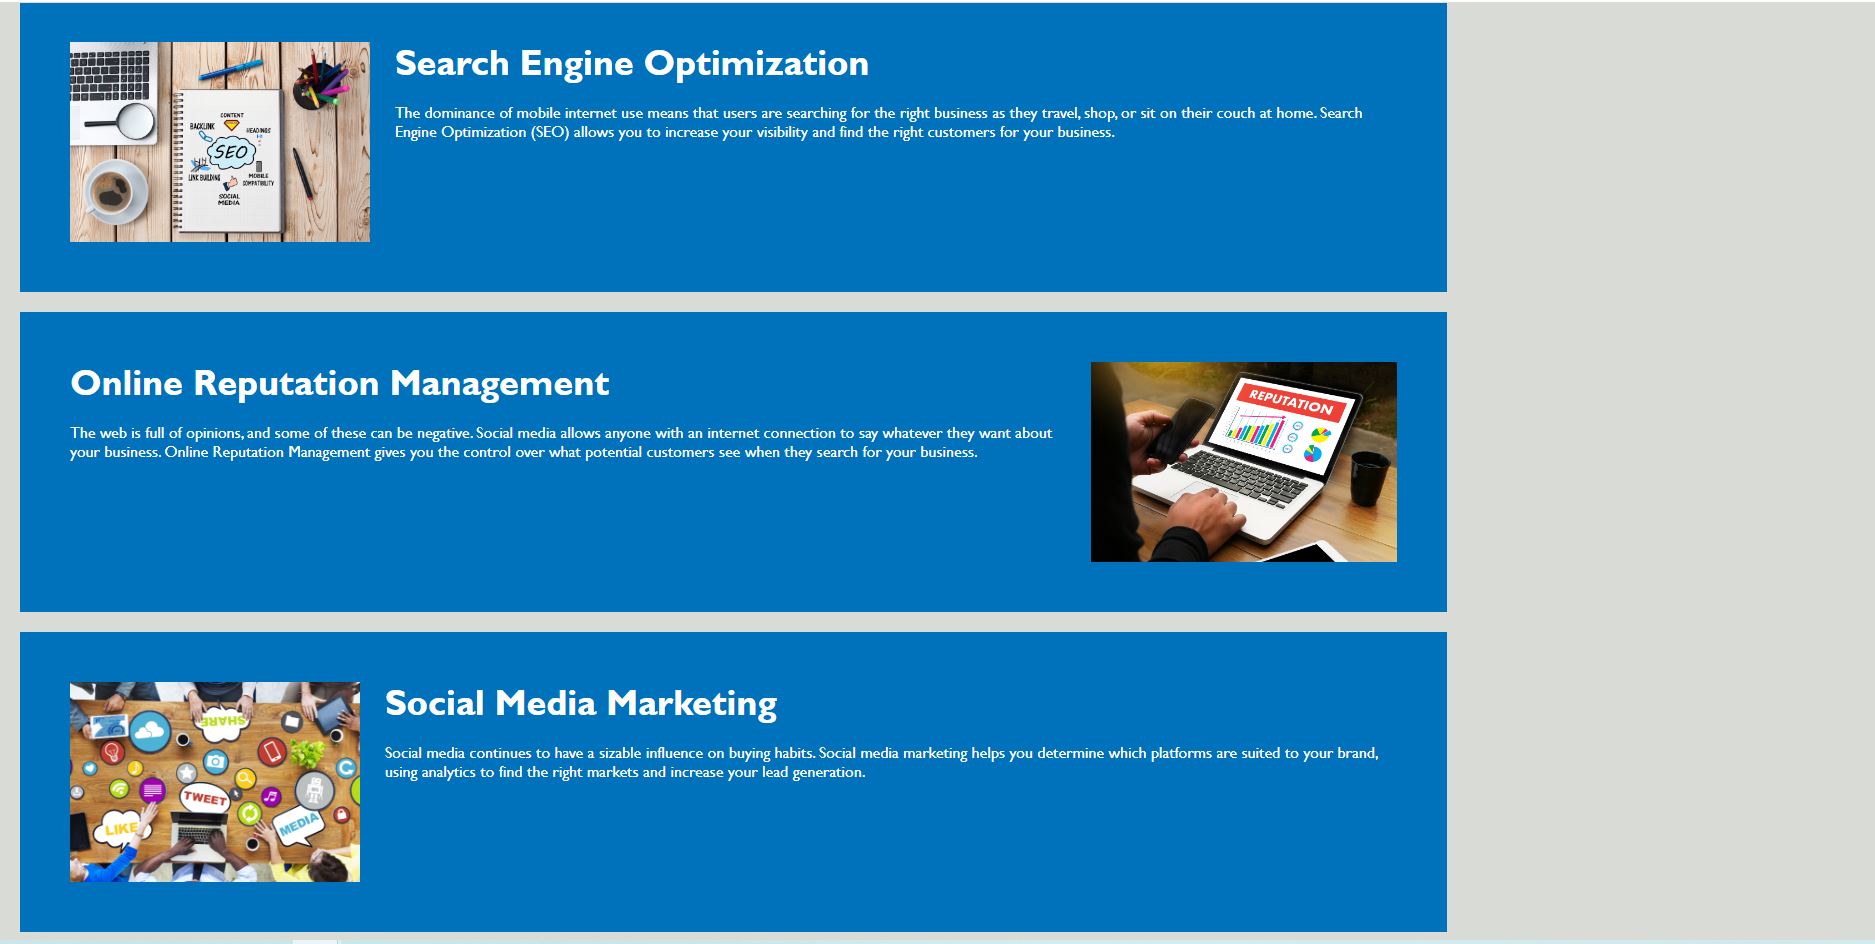 Search Engine Optimization
The dominance of mobile internet use means that users are searching for the right business as they travel, shop, or sit on their couch at home. Search
Engine Optimization (SEO) allows you to increase your visibility and find the right customers for your business.
CONTENT
BACKLINK
HEADINGS
SEO
LINK BUILDING
MOBILE
COMPATIBILITY
SOCIAL
MEDIA
Online Reputation Management
The web is full of opinions, and some of these can be negative. Social media allows anyone with an internet connection to say whatever they want about
your business. Online Reputation Management gives you the control over what potential customers see when they search for your business.
REPUTATION
Social Media Marketing
Social media continues to have a sizable influence on buying habits. Social media marketing helps you determine which platforms are suited to your brand,
using analytics to find the right markets and increase your lead generation.
SHARE
TWEET
LIKE
MEDIA